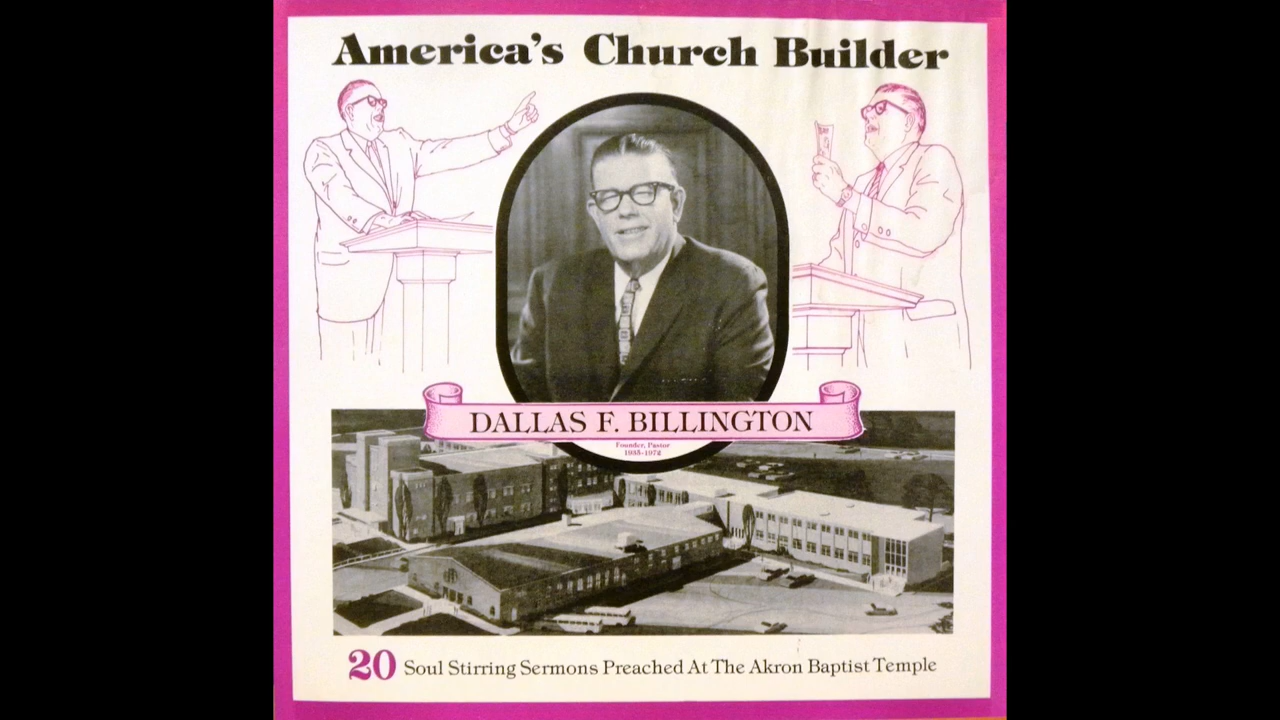 America's Church Builder
DALLAS F. BILLINGTON
Founder, Pastor
1935-1972
20 Soul Stirring Sermons Preached At The Akron Baptist Temple